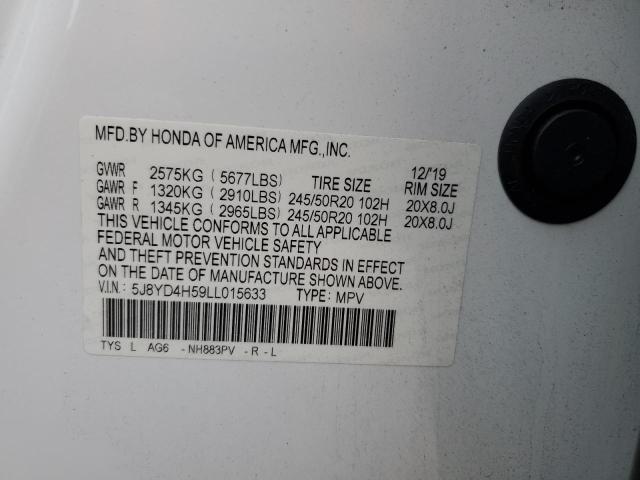 MFD.BY HONDA OF AMERICA MFG.,INC.
GVWR 2575KG ( 5677LBS) TIRE SIZE 12/'19 RIM SIZE
GAWR F 1320KG ( 2910LBS) 245/50R20 102H 20X8.0J
GAWR R 1345KG ( 2965LBS) 245/50R20 102H 20X8.0J
THIS VEHICLE CONFORMS TO ALL APPLICABLE
FEDERAL MOTOR VEHICLE SAFETY
AND THEFT PREVENTION STANDARDS IN EFFECT
ON THE DATE OF MANUFACTURE SHOWN ABOVE.
V.I.N.: 5J8YD4H59LL015633 TYPE: MPV
TYS L AG6 -NH883PV -R-L